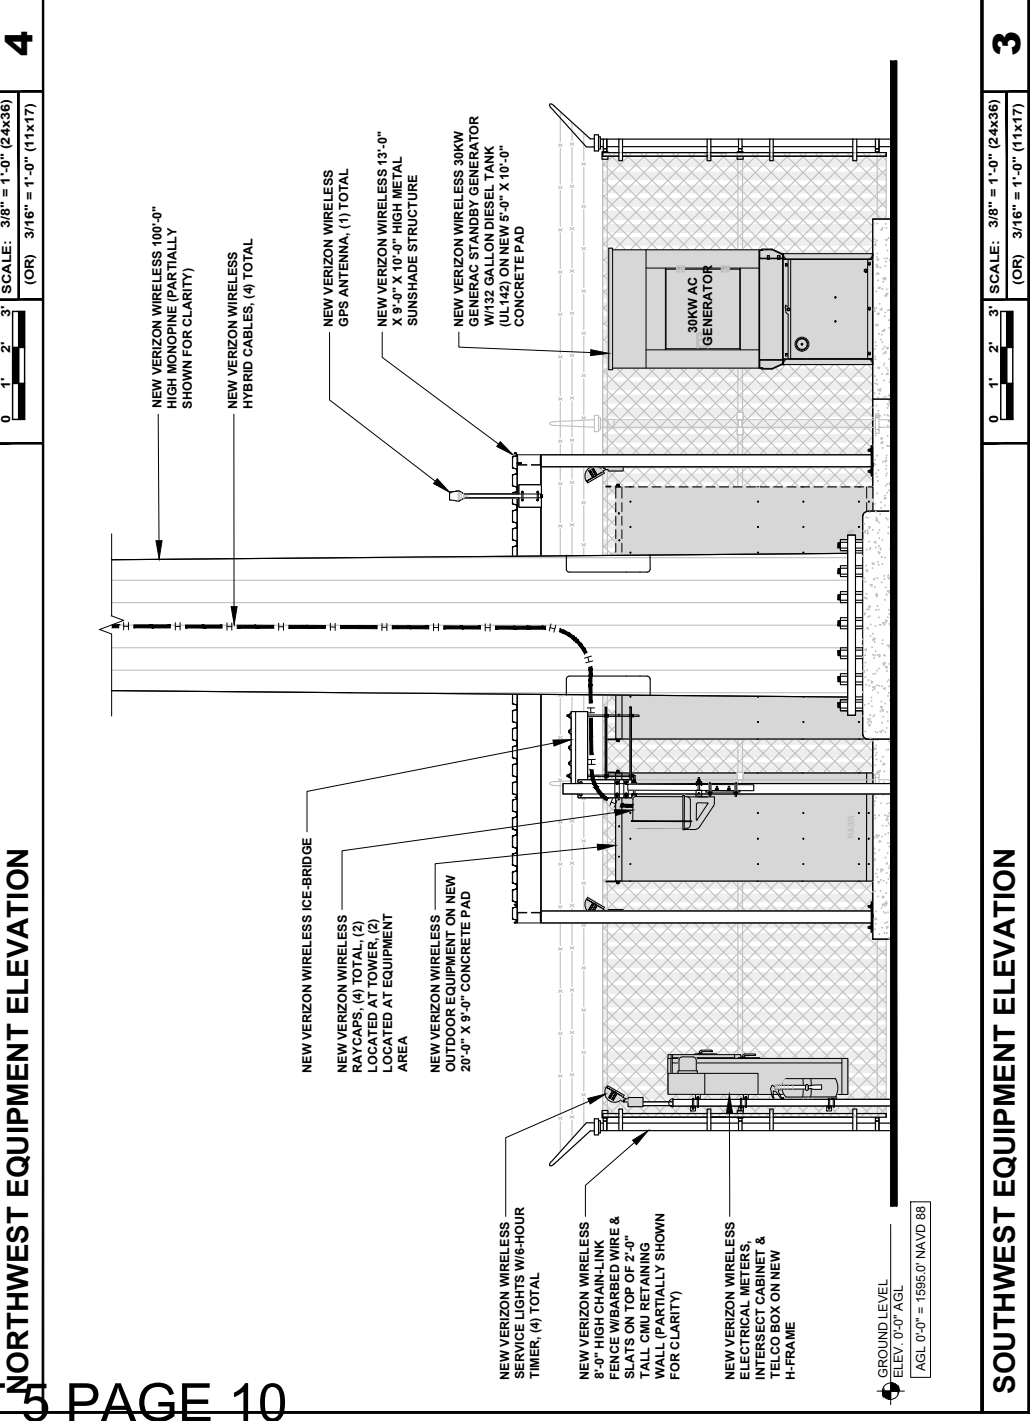 NORTHWEST EQUIPMENT ELEVATION
0 1' 2' 3'
SCALE: 3/8" = 1'-0" (24x36)
(OR) 3/16" = 1'-0" (11x17)
4
NEW VERIZON WIRELESS 100'-0"
HIGH MONOPINE (PARTIALLY
SHOWN FOR CLARITY)
NEW VERIZON WIRELESS
HYBRID CABLES, (4) TOTAL
NEW VERIZON WIRELESS
GPS ANTENNA, (1) TOTAL
NEW VERIZON WIRELESS 13'-0"
X 9'-0" X 10'-0" HIGH METAL
SUNSHADE STRUCTURE
NEW VERIZON WIRELESS 30KW
GENERAC STANDBY GENERATOR
W/132 GALLON DIESEL TANK
(UL142) ON NEW 5'-0" X 10'-0"
CONCRETE PAD
30KW AC
GENERATOR
NEW VERIZON WIRELESS ICE-BRIDGE
NEW VERIZON WIRELESS
RAYCAPS, (4) TOTAL, (2)
LOCATED AT TOWER, (2)
LOCATED AT EQUIPMENT
AREA
NEW VERIZON WIRELESS
OUTDOOR EQUIPMENT ON NEW
20'-0" X 9'-0" CONCRETE PAD
NEW VERIZON WIRELESS
SERVICE LIGHTS W/6-HOUR
TIMER, (4) TOTAL
NEW VERIZON WIRELESS
8'-0" HIGH CHAIN-LINK
FENCE W/BARBED WIRE &
SLATS ON TOP OF 2'-0"
TALL CMU RETAINING
WALL (PARTIALLY SHOWN
FOR CLARITY)
NEW VERIZON WIRELESS
ELECTRICAL METERS,
INTERSECT CABINET &
TELCO BOX ON NEW
H-FRAME
GROUND LEVEL
ELEV. 0'-0" AGL
AGL 0'-0" = 1595.0' NAVD 88
SOUTHWEST EQUIPMENT ELEVATION
0 1' 2' 3'
SCALE: 3/8" = 1'-0" (24x36)
(OR) 3/16" = 1'-0" (11x17)
3
5 PAGE 10